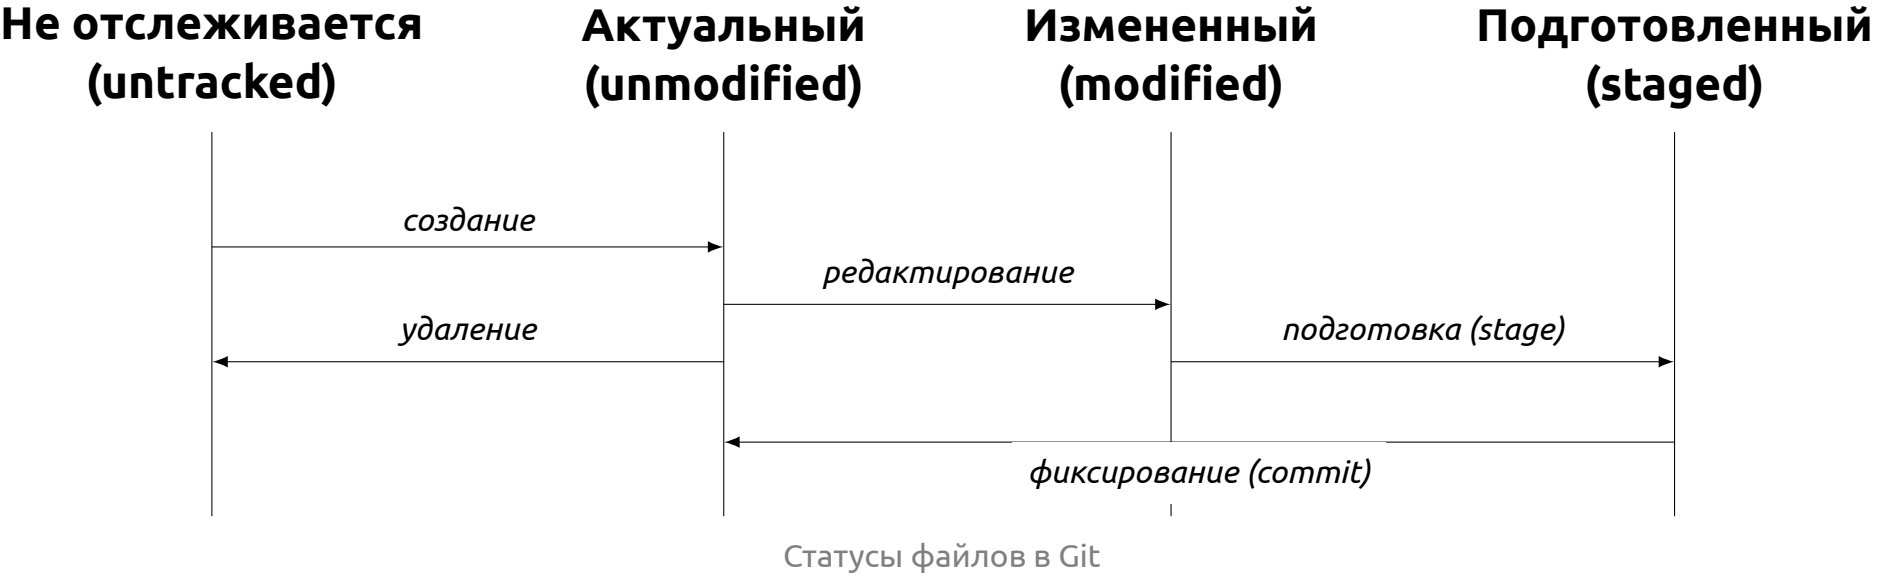 Не отслеживается
(untracked)
Актуальный
(unmodified)
Измененный
(modified)
Подготовленный
(staged)
создание
редактирование
удаление
подготовка (stage)
фиксирование (commit)
Статусы файлов в Git